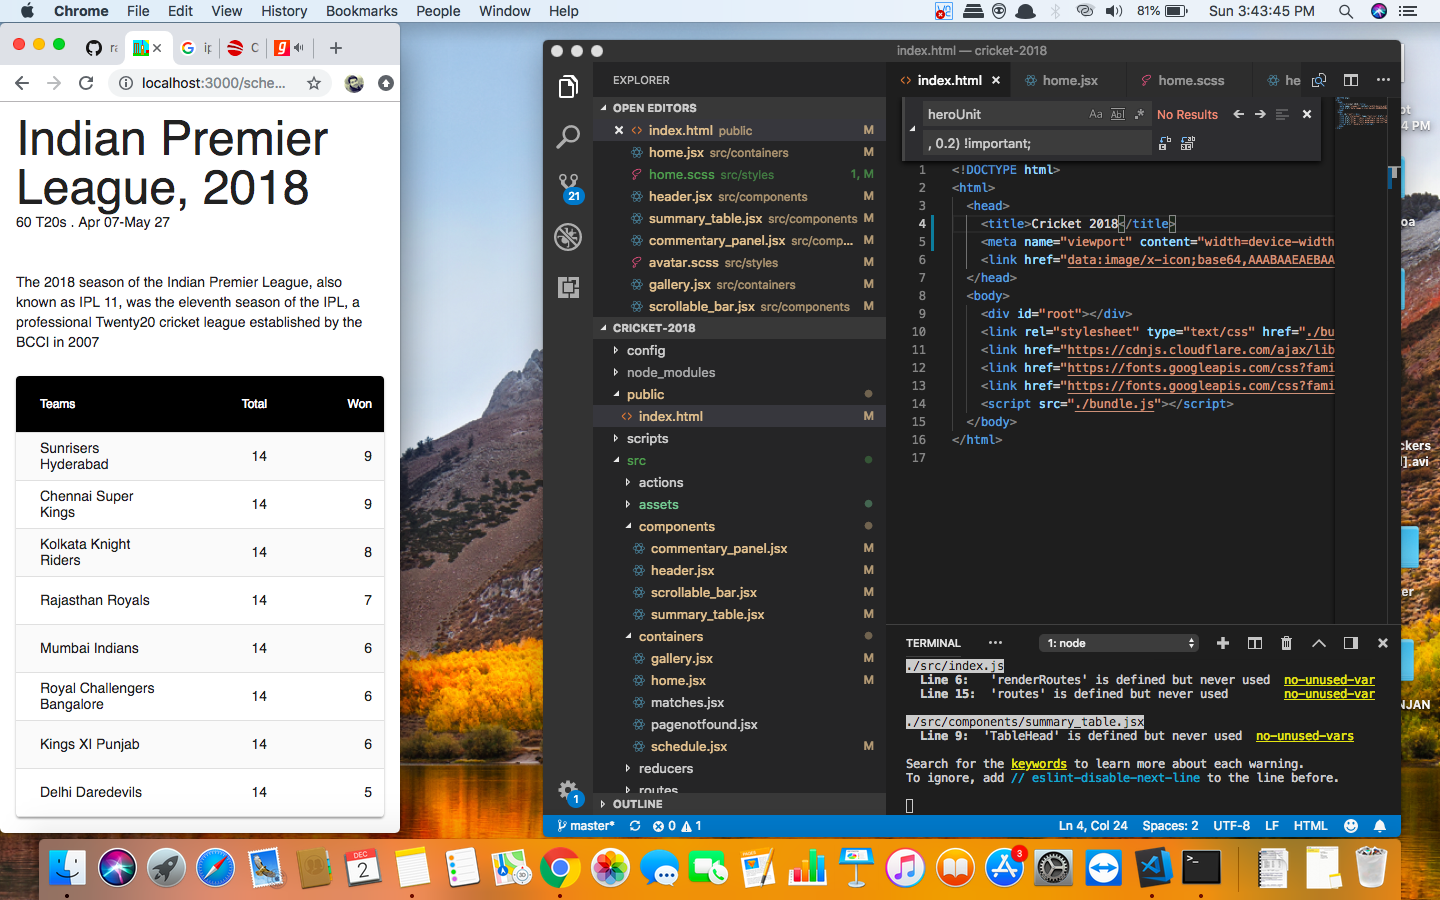 Chrome File Edit View History Bookmarks People Window Help
81% Sun 3:43:45 PM
localhost:3000/sche...
Indian Premier
League, 2018
60 T20s . Apr 07-May 27
The 2018 season of the Indian Premier League, also
known as IPL 11, was the eleventh season of the IPL, a
professional Twenty20 cricket league established by the
BCCI in 2007
Teams Total Won
Sunrisers
Hyderabad 14 9
Chennai Super
Kings 14 9
Kolkata Knight
Riders 14 8
Rajasthan Royals 14 7
Mumbai Indians 14 6
Royal Challengers
Bangalore 14 6
Kings XI Punjab 14 6
Delhi Daredevils 14 5
index.html — cricket-2018
EXPLORER
OPEN EDITORS
index.html public M
home.jsx src/containers M
home.scss src/styles 1, M
header.jsx src/components M
summary_table.jsx src/components M
commentary_panel.jsx src/comp... M
avatar.scss src/styles M
gallery.jsx src/containers M
scrollable_bar.jsx src/components M
CRICKET-2018
config
node_modules
public
index.html M
scripts
src
actions
assets
components
commentary_panel.jsx M
header.jsx M
scrollable_bar.jsx M
summary_table.jsx M
containers
gallery.jsx M
home.jsx M
matches.jsx
pagenotfound.jsx
schedule.jsx M
reducers
routes
OUTLINE
21
1
index.html home.jsx home.scss he
heroUnit Aa Abl .* No Results
, 0.2) !important;
1 <!DOCTYPE html>
2 <html>
3 <head>
4 <title>Cricket 2018</title>
5 <meta name="viewport" content="width=device-width
6 <link href="data:image/x-icon;base64,AAABAAEAEBAA
7 </head>
8 <body>
9 <div id="root"></div>
10 <link rel="stylesheet" type="text/css" href="./bu
11 <link href="https://cdnjs.cloudflare.com/ajax/lib
12 <link href="https://fonts.googleapis.com/css?fami
13 <link href="https://fonts.googleapis.com/css?fami
14 <script src="./bundle.js"></script>
15 </body>
16 </html>
17
TERMINAL ••• 1: node
./src/index.js
Line 6: 'renderRoutes' is defined but never used no-unused-var
Line 15: 'routes' is defined but never used no-unused-var
./src/components/summary_table.jsx
Line 9: 'TableHead' is defined but never used no-unused-vars
Search for the keywords to learn more about each warning.
To ignore, add // eslint-disable-next-line to the line before.
master* 0 1 Ln 4, Col 24 Spaces: 2 UTF-8 LF HTML
4 PM
].avi
NJAN
DEC
2
3